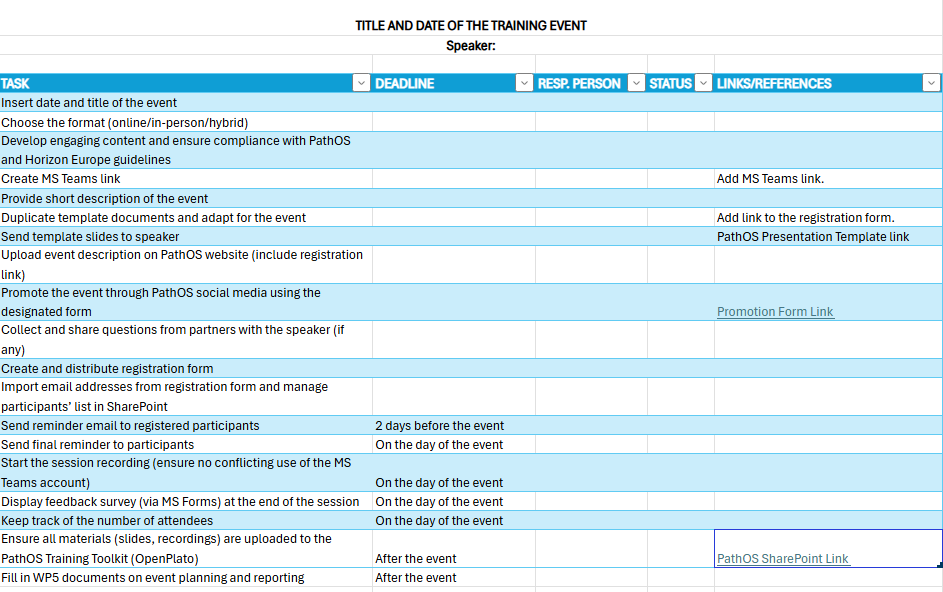 TITLE AND DATE OF THE TRAINING EVENT
Speaker:
TASK DEADLINE RESP. PERSON STATUS LINKS/REFERENCES
Insert date and title of the event
Choose the format (online/in-person/hybrid)
Develop engaging content and ensure compliance with PathOS
and Horizon Europe guidelines
Create MS Teams link Add MS Teams link.
Provide short description of the event
Duplicate template documents and adapt for the event Add link to the registration form.
Send template slides to speaker PathOS Presentation Template link
Upload event description on PathOS website (include registration
link)
Promote the event through PathOS social media using the
designated form Promotion Form Link
Collect and share questions from partners with the speaker (if
any)
Create and distribute registration form
Import email addresses from registration form and manage
participants’ list in SharePoint
Send reminder email to registered participants 2 days before the event
Send final reminder to participants On the day of the event
Start the session recording (ensure no conflicting use of the MS
Teams account) On the day of the event
Display feedback survey (via MS Forms) at the end of the session On the day of the event
Keep track of the number of attendees On the day of the event
Ensure all materials (slides, recordings) are uploaded to the
PathOS Training Toolkit (OpenPlato) After the event PathOS SharePoint Link
Fill in WP5 documents on event planning and reporting After the event